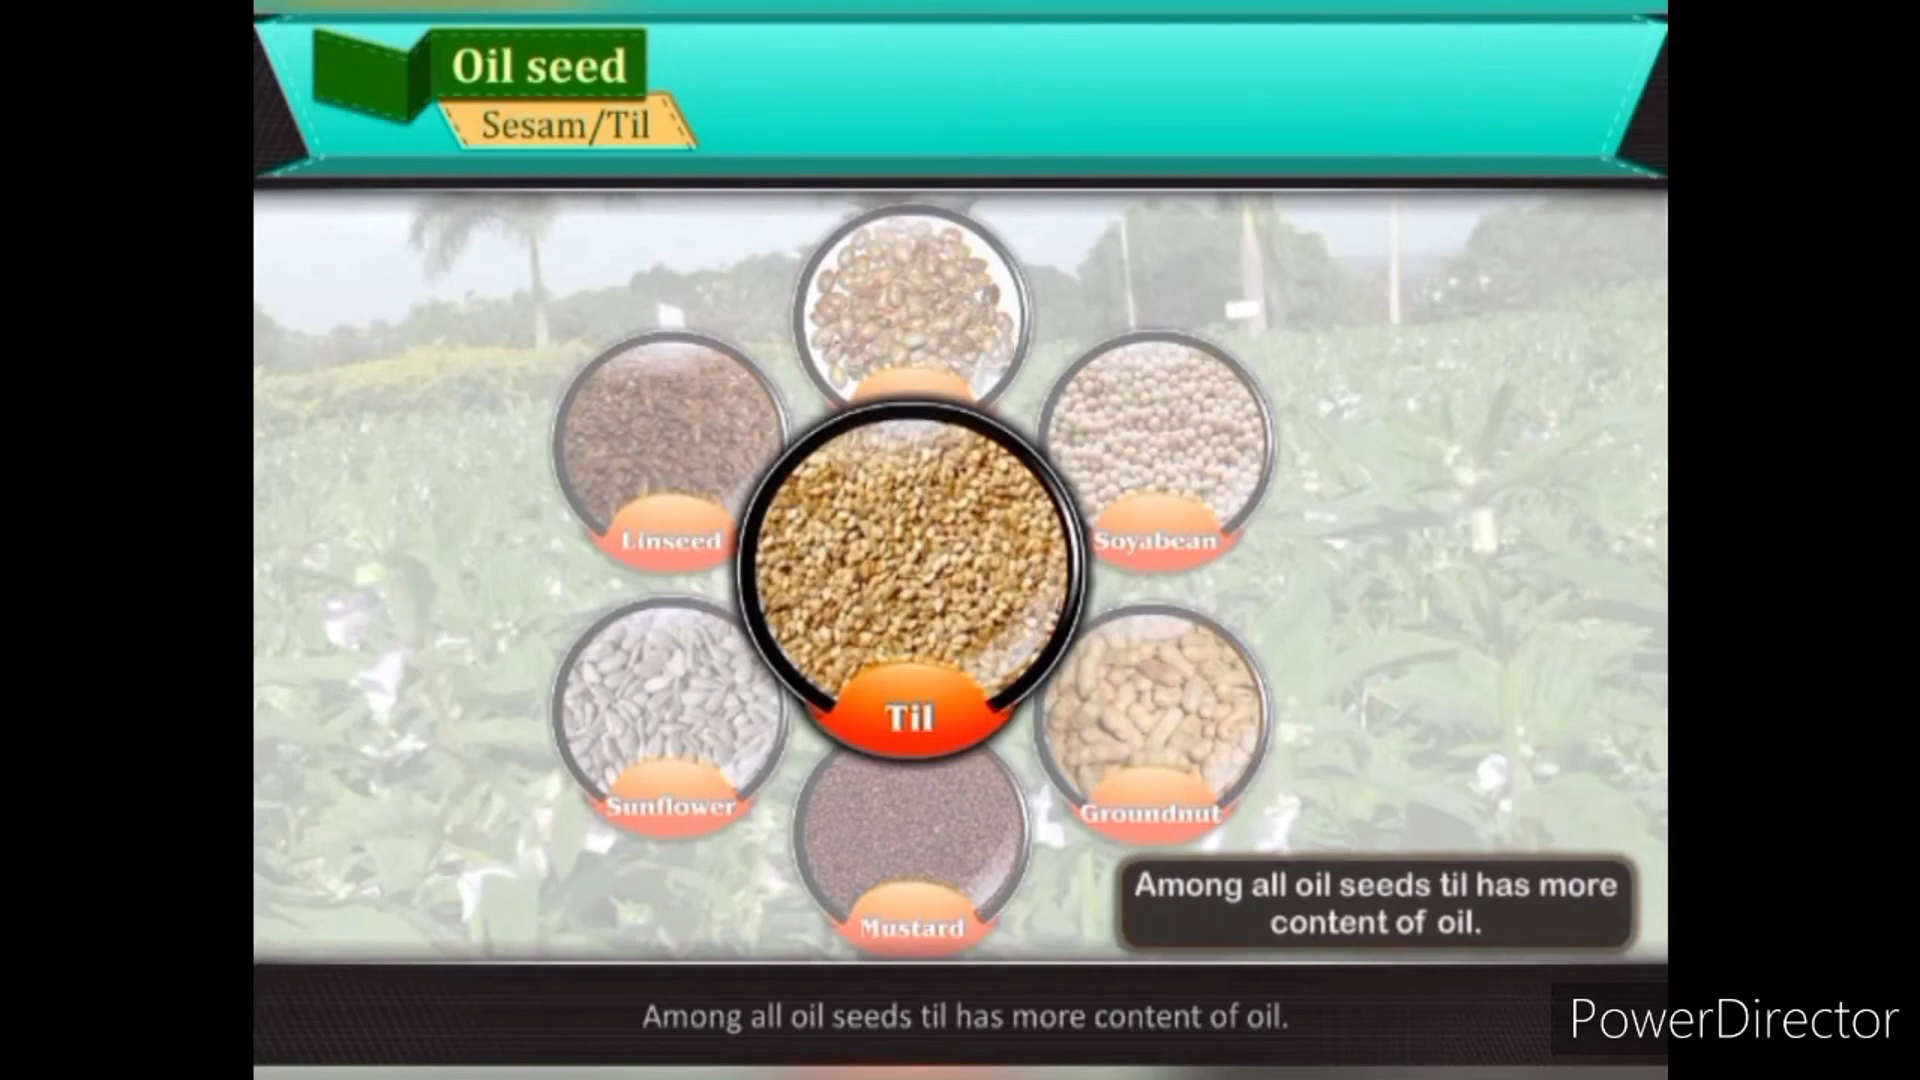 Oil seed
Sesam/Til
Linseed
Soyabean
Til
Sunflower
Groundnut
Mustard
Among all oil seeds til has more
content of oil.
Among all oil seeds til has more content of oil.
PowerDirector